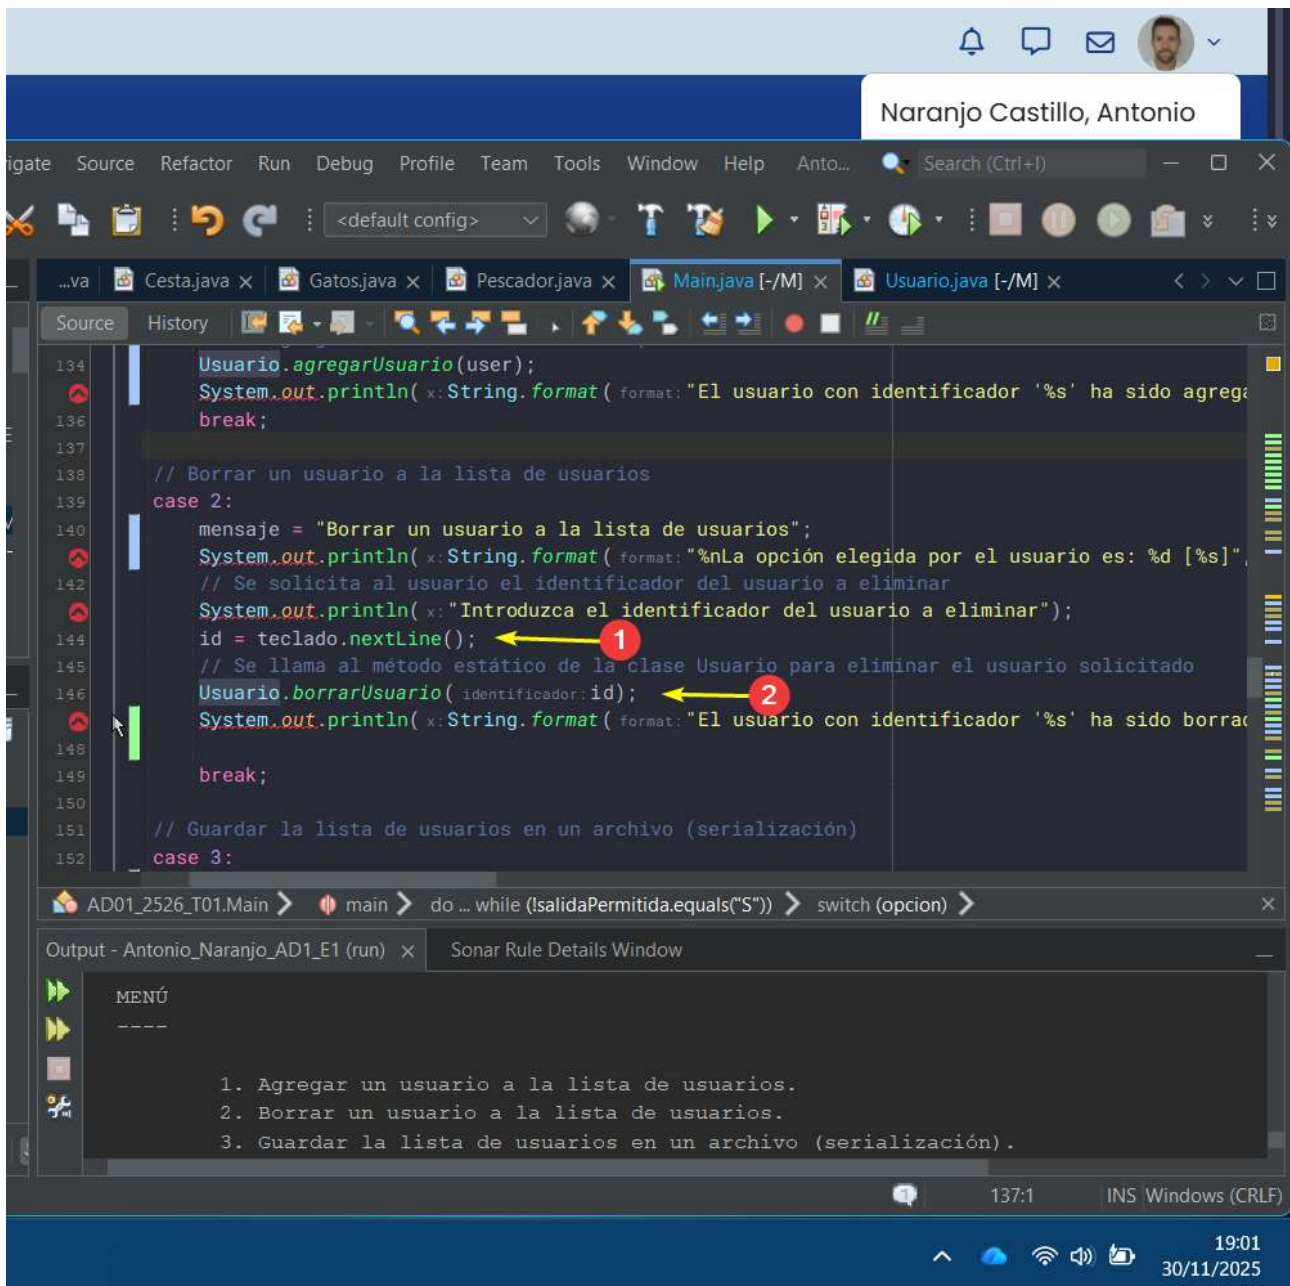 Naranjo Castillo, Antonio
Source Refactor Run Debug Profile Team Tools Window Help Anto... Search (Ctrl+I)
<default config>
...va Cesta.java Gatos.java Pescador.java Main.java [-/M] Usuario.java [-/M]
Source History
134 Usuario.agregarUsuario(user);
System.out.println( x: String.format( format: "El usuario con identificador '%s' ha sido agrega
136 break;
137
138 // Borrar un usuario a la lista de usuarios
139 case 2:
140 mensaje = "Borrar un usuario a la lista de usuarios";
System.out.println( x: String.format( format: "%nLa opción elegida por el usuario es: %d [%s]",
142 // Se solicita al usuario el identificador del usuario a eliminar
System.out.println( x: "Introduzca el identificador del usuario a eliminar");
144 id = teclado.nextLine(); 1
145 // Se llama al método estático de la clase Usuario para eliminar el usuario solicitado
146 Usuario.borrarUsuario( identificador: id); 2
System.out.println( x: String.format( format: "El usuario con identificador '%s' ha sido borrad
148
149 break;
150
151 // Guardar la lista de usuarios en un archivo (serialización)
152 case 3:
AD01_2526_T01.Main main do ... while (!salidaPermitida.equals("S")) switch (opcion)
Output - Antonio_Naranjo_AD1_E1 (run) Sonar Rule Details Window
MENÚ
----
1. Agregar un usuario a la lista de usuarios.
2. Borrar un usuario a la lista de usuarios.
3. Guardar la lista de usuarios en un archivo (serialización).
1 137:1 INS Windows (CRLF)
19:01
30/11/2025